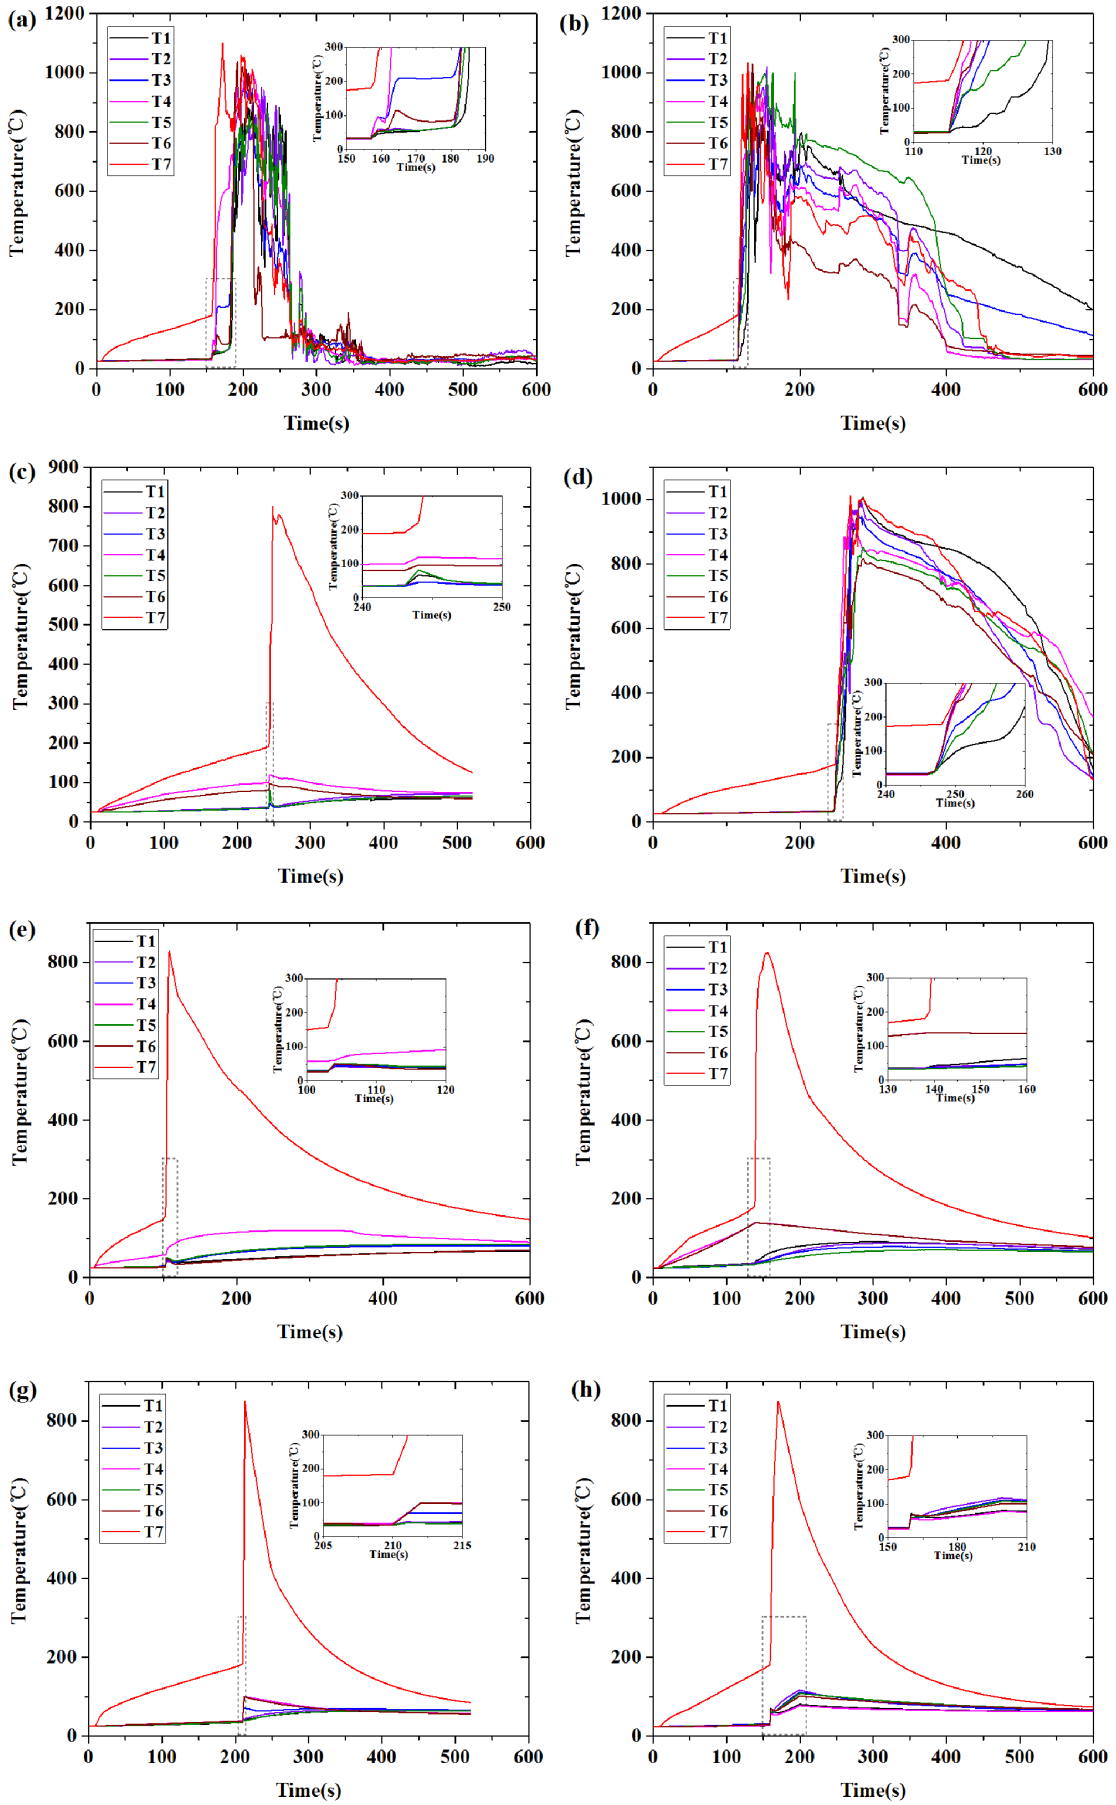 (a)
Temperature(℃)
1200
1000
800
600
400
200
0
0 100 200 300 400 500 600
Time(s)
T1
T2
T3
T4
T5
T6
T7
Temperature(℃)
300
200
100
0
150 160 170 180 190
Time(s)
(b)
Temperature(℃)
1200
1000
800
600
400
200
0
0 200 400 600
Time(s)
T1
T2
T3
T4
T5
T6
T7
Temperature(℃)
300
200
100
0
110 120 130
Time(s)
(c)
Temperature(℃)
900
800
700
600
500
400
300
200
100
0
0 100 200 300 400 500 600
Time(s)
T1
T2
T3
T4
T5
T6
T7
Temperature(℃)
300
200
100
0
240 250
Time(s)
(d)
Temperature(℃)
1000
800
600
400
200
0
0 200 400 600
Time(s)
T1
T2
T3
T4
T5
T6
T7
Temperature(℃)
300
200
100
0
240 250 260
Time(s)
(e)
Temperature(℃)
800
600
400
200
0
0 200 400 600
Time(s)
T1
T2
T3
T4
T5
T6
T7
Temperature(℃)
300
200
100
0
100 110 120
Time(s)
(f)
Temperature(℃)
800
600
400
200
0
0 100 200 300 400 500 600
Time(s)
T1
T2
T3
T4
T5
T6
T7
Temperature(℃)
300
200
100
0
130 140 150 160
Time(s)
(g)
Temperature(℃)
800
600
400
200
0
0 100 200 300 400 500 600
Time(s)
T1
T2
T3
T4
T5
T6
T7
Temperature(℃)
300
200
100
0
205 210 215
Time(s)
(h)
Temperature(℃)
800
600
400
200
0
0 100 200 300 400 500 600
Time(s)
T1
T2
T3
T4
T5
T6
T7
Temperature(℃)
300
200
100
0
150 180 210
Time(s)